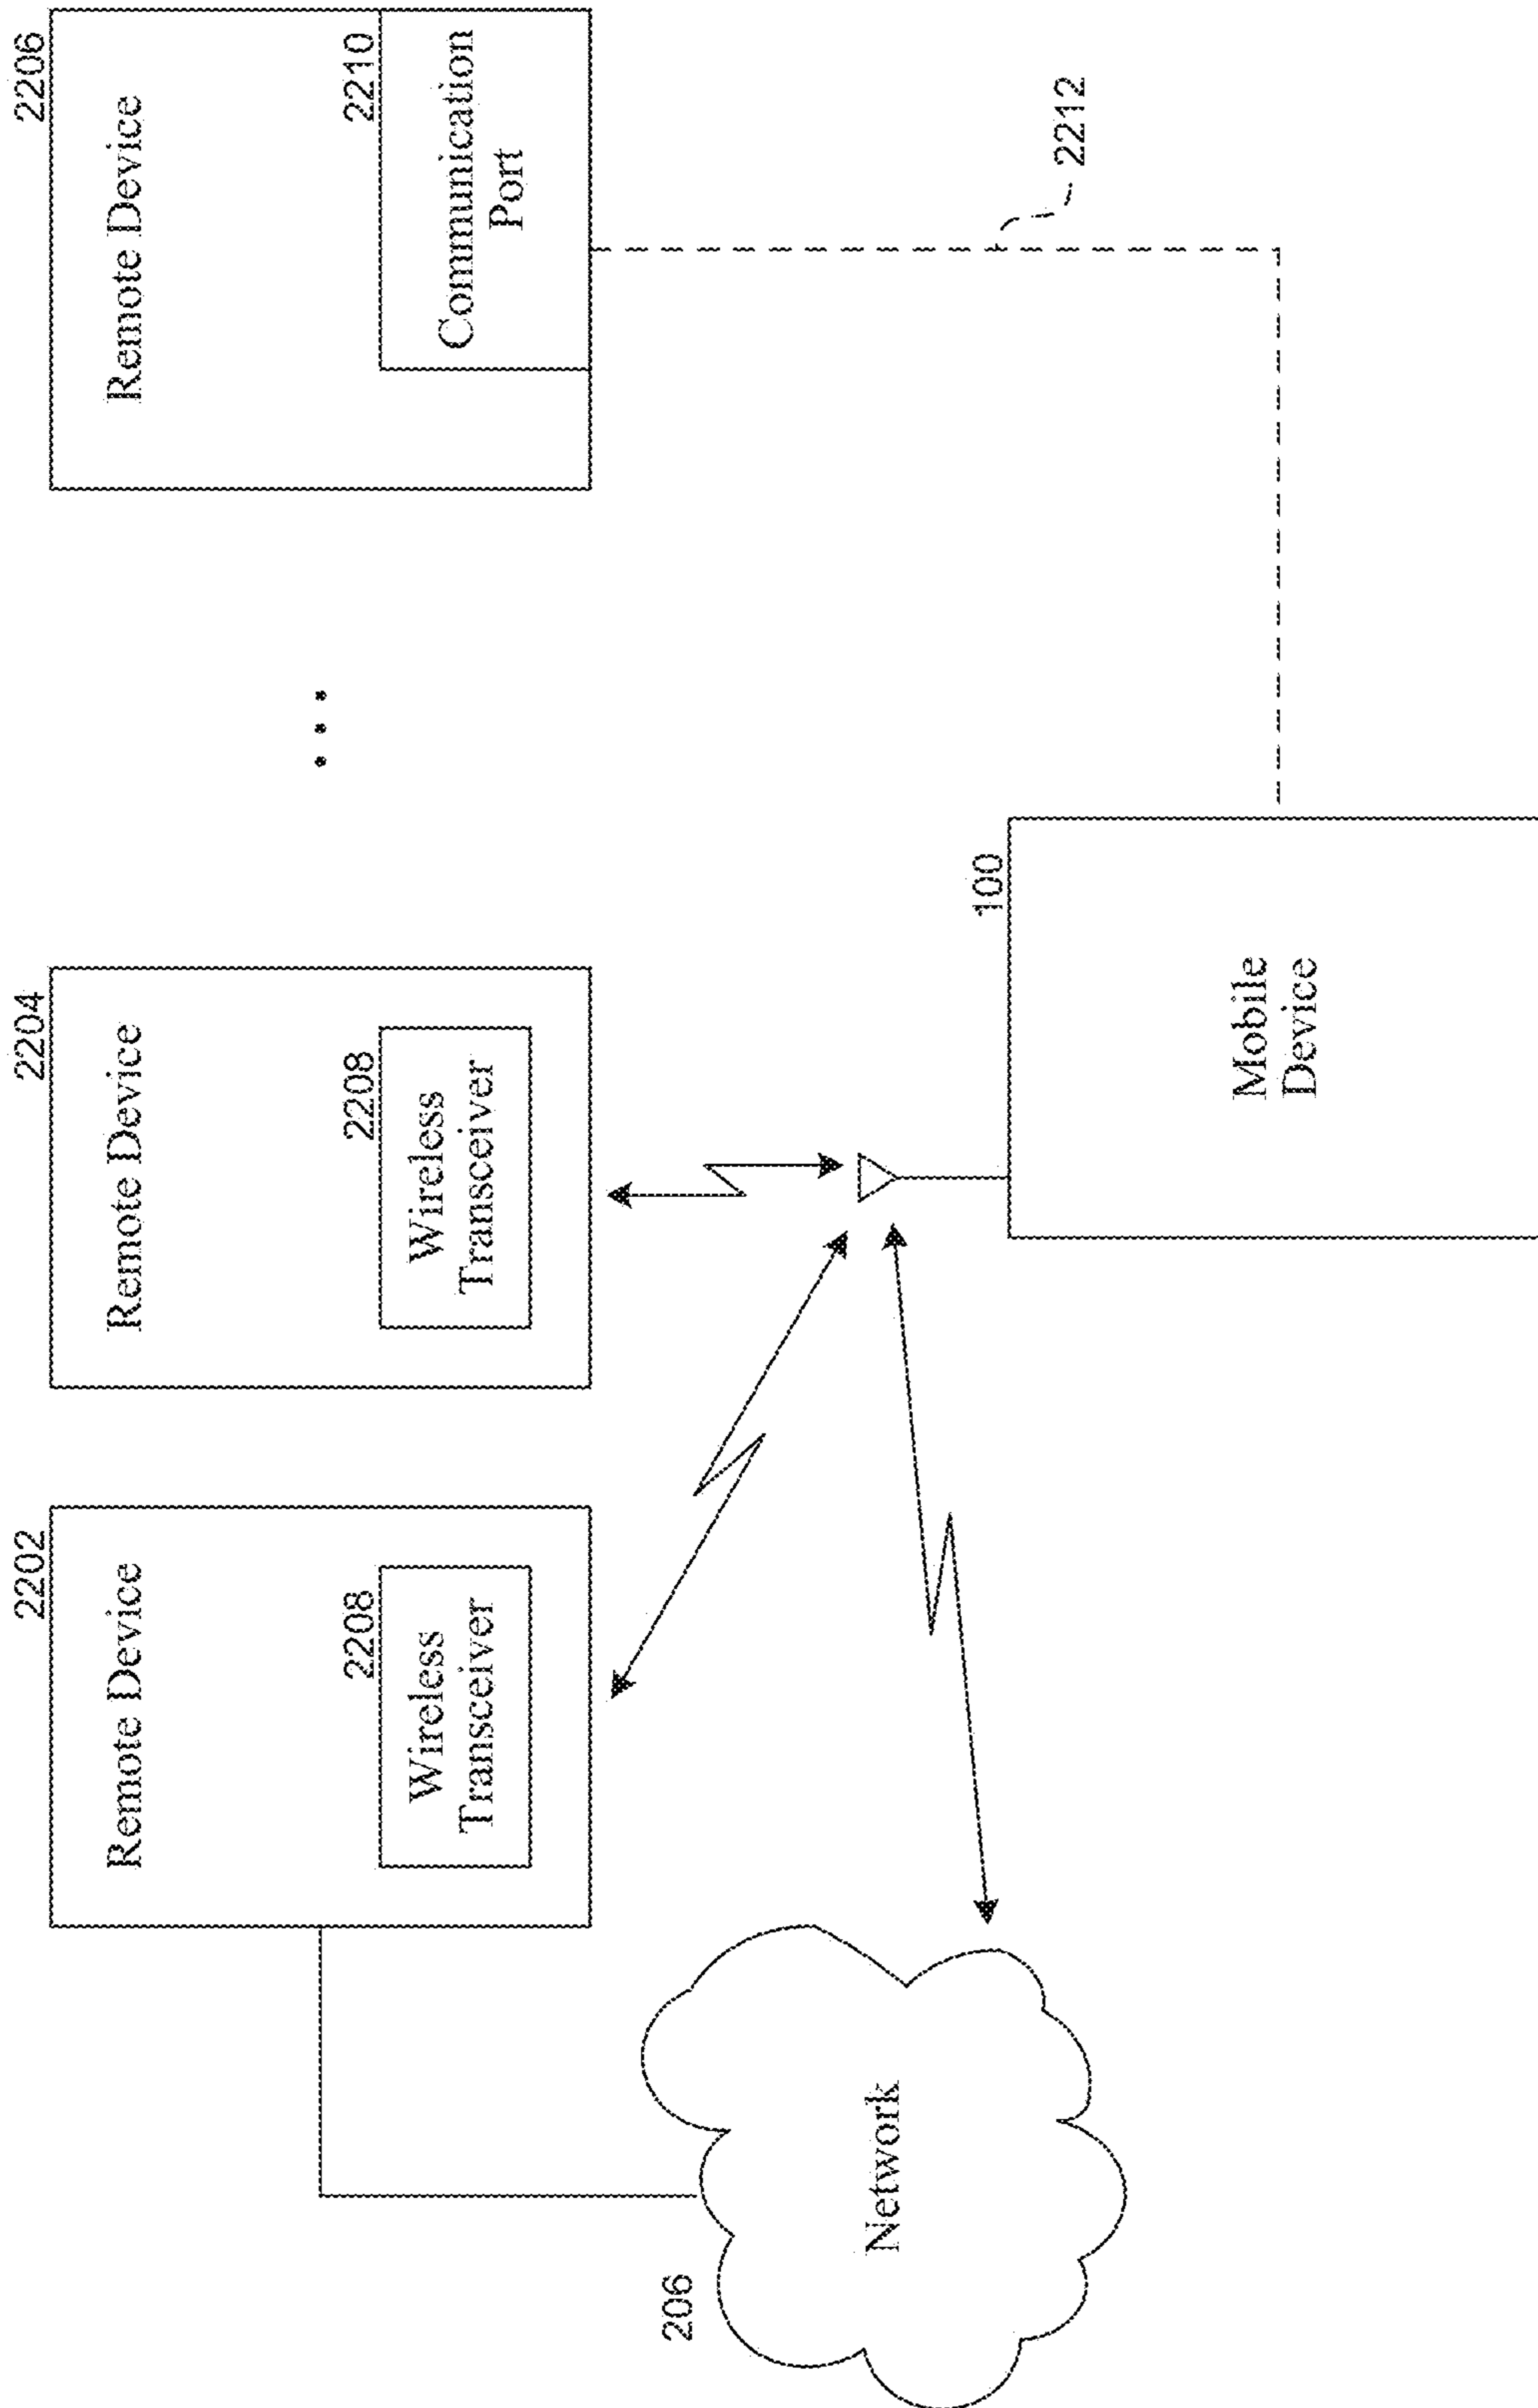 2202
Remote Device
2208
Wireless
Transceiver
2204
Remote Device
2208
Wireless
Transceiver
2206
Remote Device
2210
Communication
Port
206
Network
100
Mobile
Device
2212